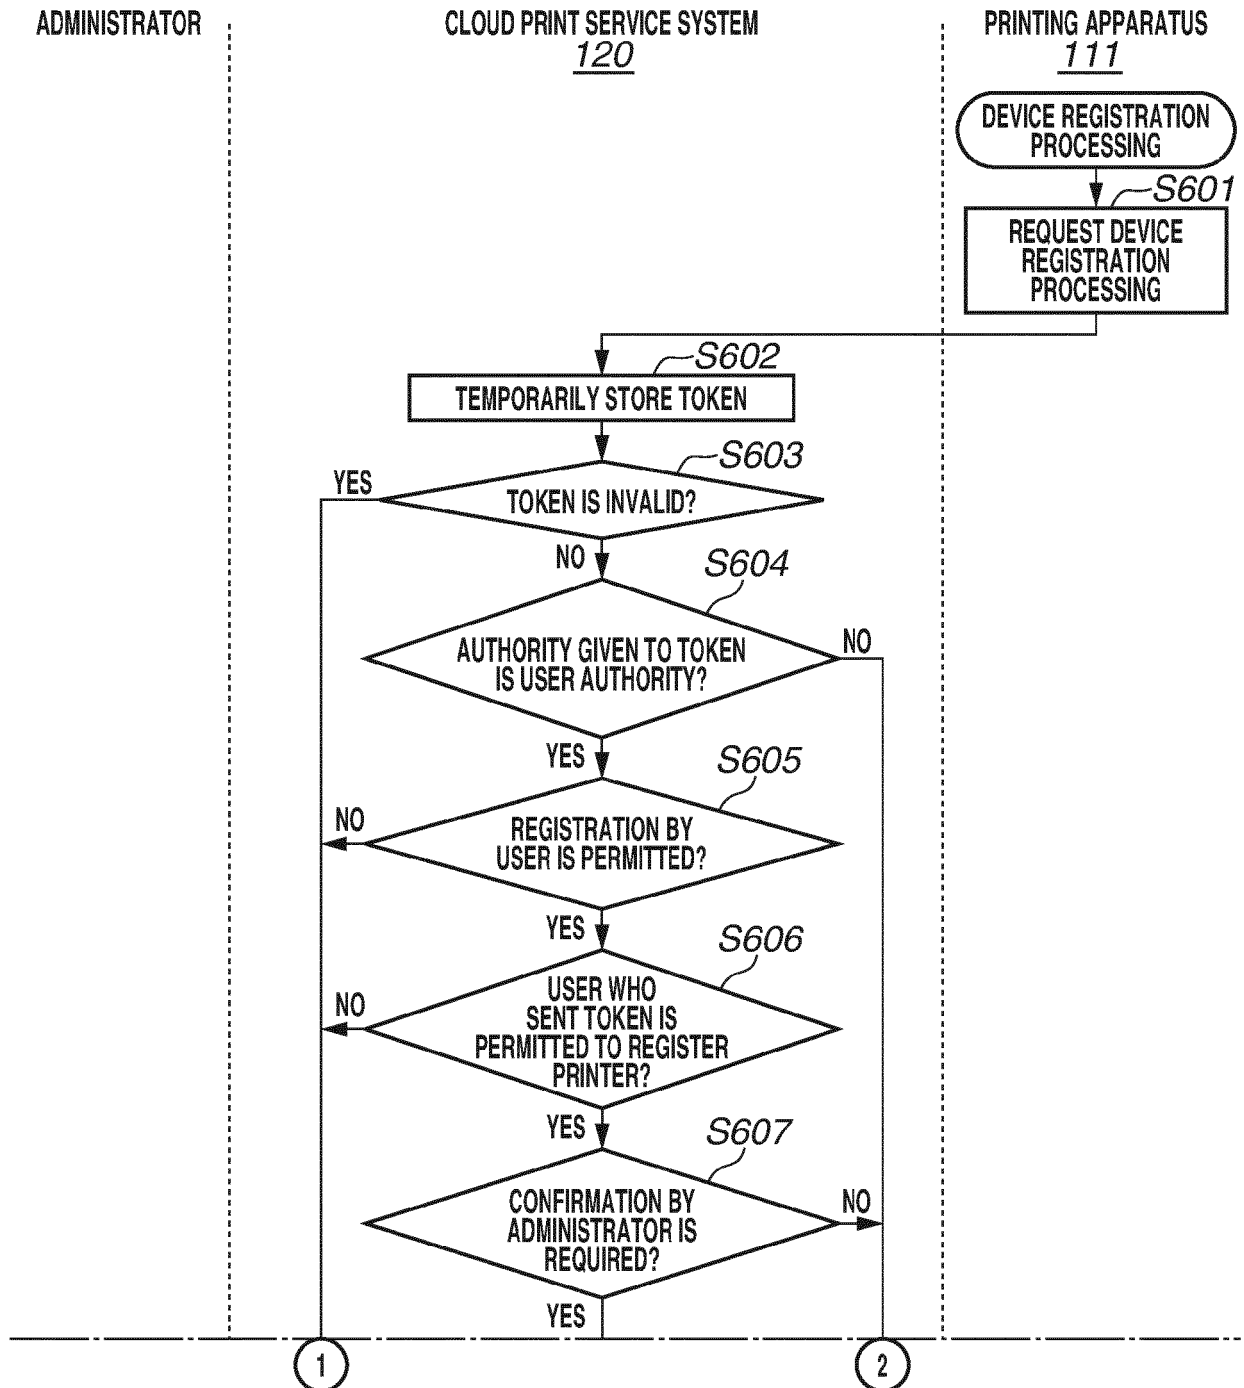 ADMINISTRATOR
CLOUD PRINT SERVICE SYSTEM
120
PRINTING APPARATUS
111
DEVICE REGISTRATION
PROCESSING
S601
REQUEST DEVICE
REGISTRATION
PROCESSING
S602
TEMPORARILY STORE TOKEN
S603
YES
TOKEN IS INVALID?
NO
S604
AUTHORITY GIVEN TO TOKEN
IS USER AUTHORITY?
NO
YES
S605
NO
REGISTRATION BY
USER IS PERMITTED?
YES
S606
NO
USER WHO
SENT TOKEN IS
PERMITTED TO REGISTER
PRINTER?
YES
S607
CONFIRMATION BY
ADMINISTRATOR IS
REQUIRED?
NO
YES
1
2